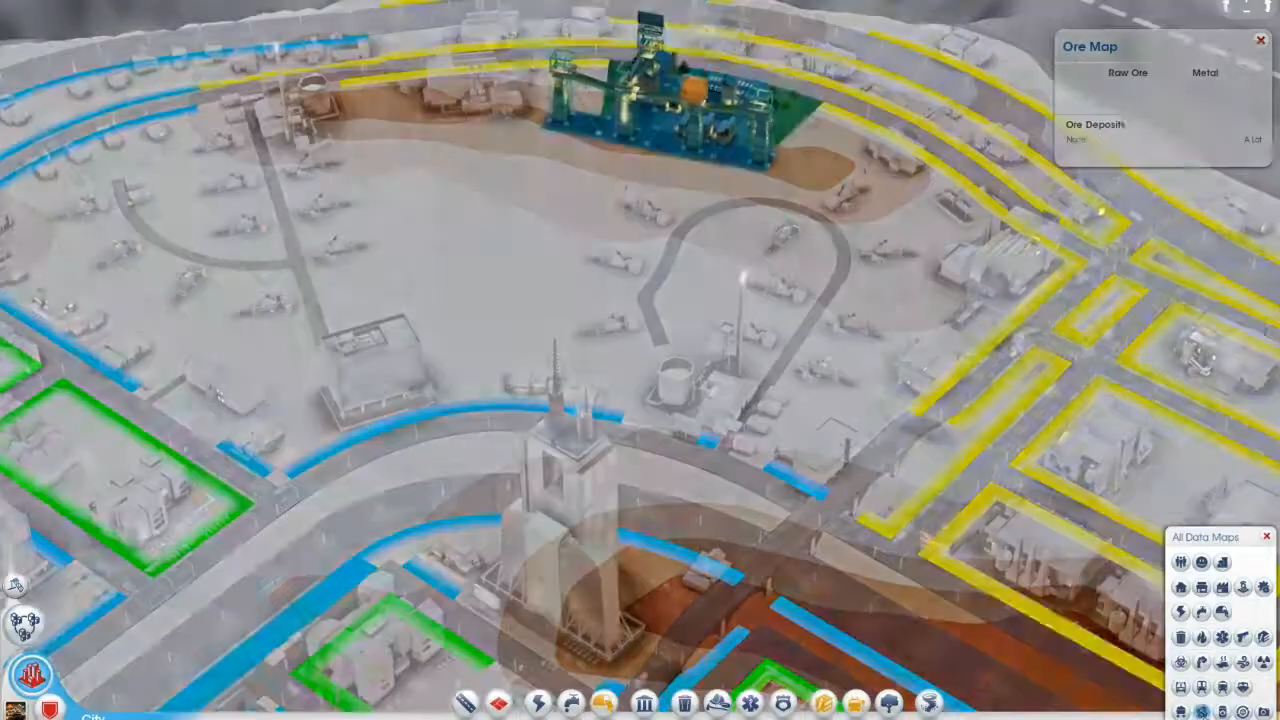 Ore Map
Raw Ore Metal
Ore Deposits
None A Lot
All Data Maps
City